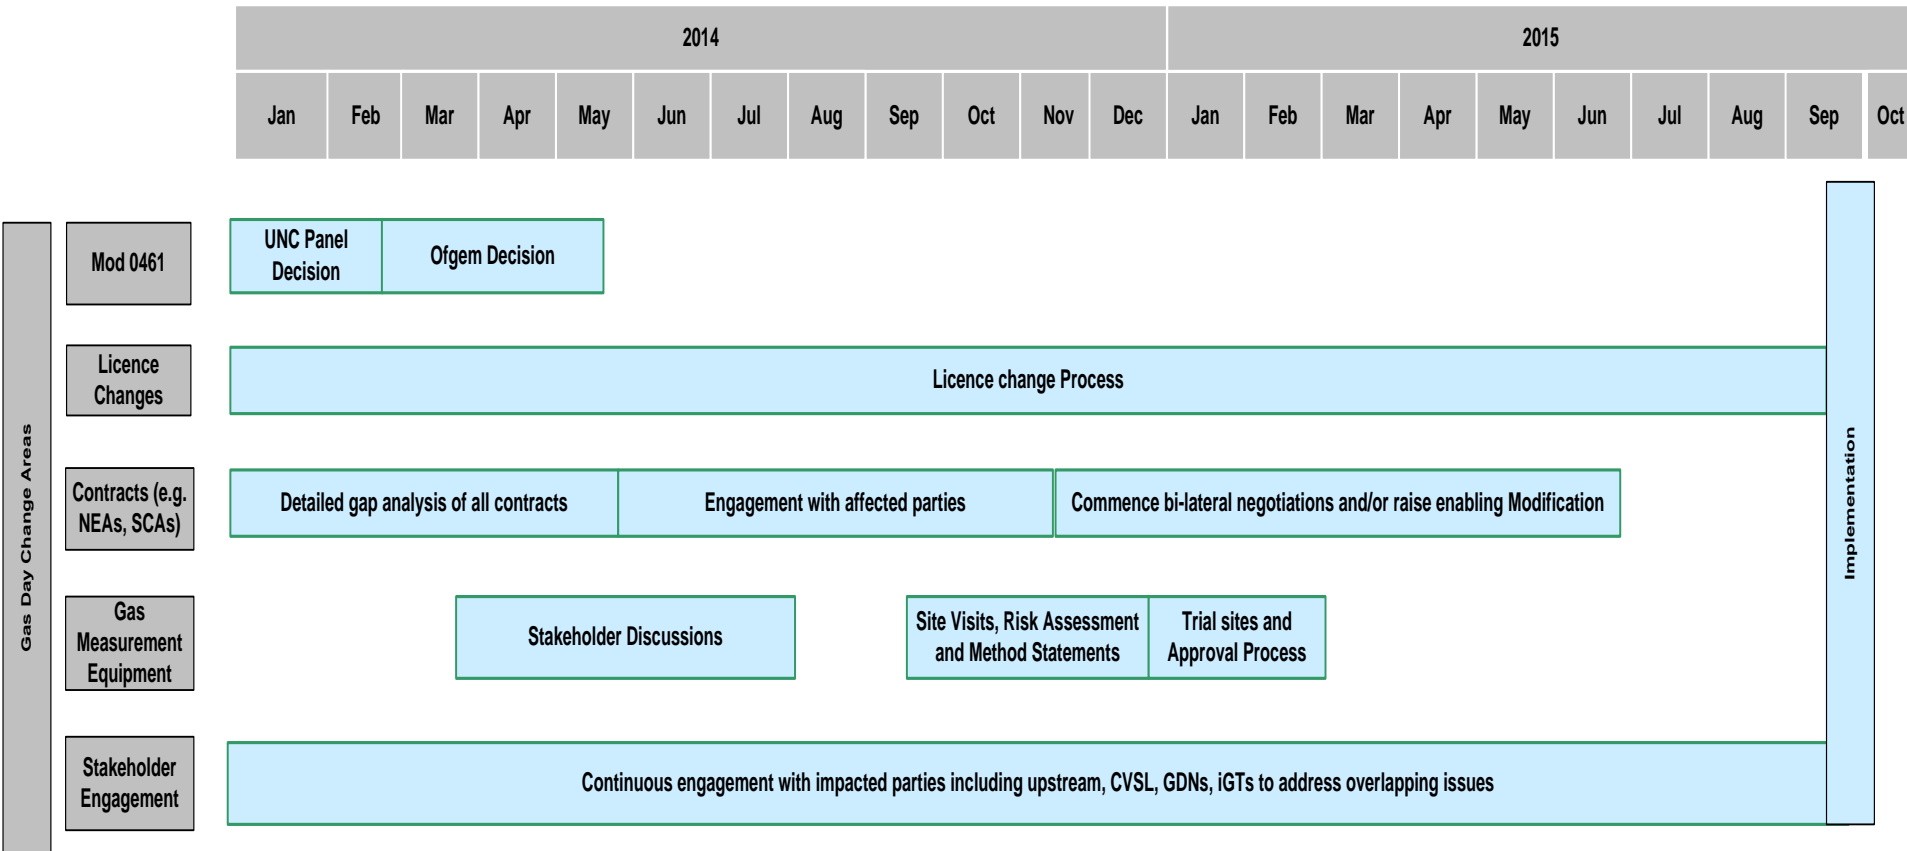 2014
2015
Jan Feb Mar Apr May Jun Jul Aug Sep Oct Nov Dec Jan Feb Mar Apr May Jun Jul Aug Sep Oct
Gas Day Change Areas
Mod 0461
UNC Panel
Decision
Ofgem Decision
Licence
Changes
Licence change Process
Contracts (e.g.
NEAs, SCAs)
Detailed gap analysis of all contracts
Engagement with affected parties
Commence bi-lateral negotiations and/or raise enabling Modification
Gas
Measurement
Equipment
Stakeholder Discussions
Site Visits, Risk Assessment
and Method Statements
Trial sites and
Approval Process
Stakeholder
Engagement
Continuous engagement with impacted parties including upstream, CVSL, GDNs, iGTs to address overlapping issues
Implementation